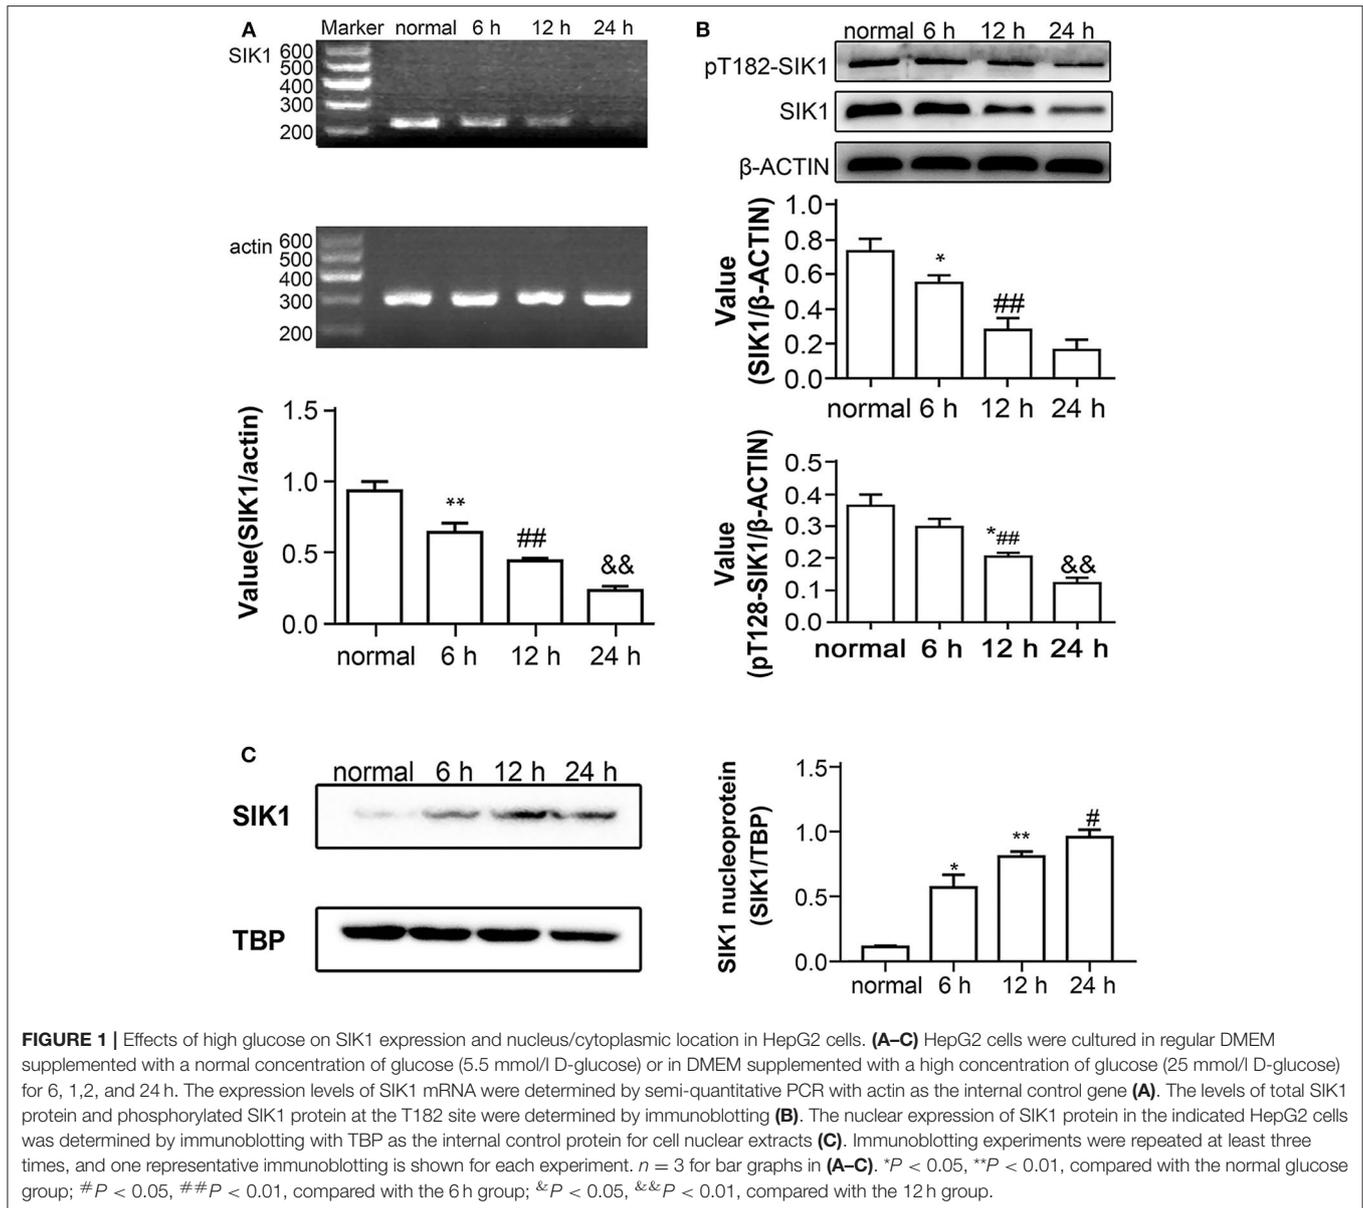 A
Marker normal 6 h 12 h 24 h
SIK1
600
500
400
300
200
actin
600
500
400
300
200
Value(SIK1/actin)
1.5
1.0
0.5
0.0
**
##
&&
normal 6 h 12 h 24 h
B
normal 6 h 12 h 24 h
pT182-SIK1
SIK1
β-ACTIN
Value
(SIK1/β-ACTIN)
1.0
0.8
0.6
0.4
0.2
0.0
*
##
normal 6 h 12 h 24 h
Value
(pT128-SIK1/β-ACTIN)
0.5
0.4
0.3
0.2
0.1
0.0
*##
&&
normal 6 h 12 h 24 h
C
normal 6 h 12 h 24 h
SIK1
TBP
SIK1 nucleoprotein
(SIK1/TBP)
1.5
1.0
0.5
0.0
*
**
#
normal 6 h 12 h 24 h
FIGURE 1 | Effects of high glucose on SIK1 expression and nucleus/cytoplasmic location in HepG2 cells. (A–C) HepG2 cells were cultured in regular DMEM
supplemented with a normal concentration of glucose (5.5 mmol/l D-glucose) or in DMEM supplemented with a high concentration of glucose (25 mmol/l D-glucose)
for 6, 1,2, and 24 h. The expression levels of SIK1 mRNA were determined by semi-quantitative PCR with actin as the internal control gene (A). The levels of total SIK1
protein and phosphorylated SIK1 protein at the T182 site were determined by immunoblotting (B). The nuclear expression of SIK1 protein in the indicated HepG2 cells
was determined by immunoblotting with TBP as the internal control protein for cell nuclear extracts (C). Immunoblotting experiments were repeated at least three
times, and one representative immunoblotting is shown for each experiment. n = 3 for bar graphs in (A–C). *P < 0.05, **P < 0.01, compared with the normal glucose
group; #P < 0.05, ##P < 0.01, compared with the 6 h group; &P < 0.05, &&P < 0.01, compared with the 12 h group.